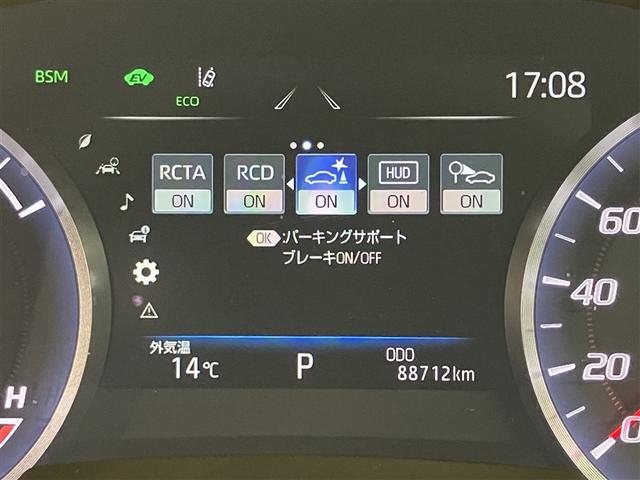 BSM EV 17:08
ECO
RCTA RCD HUD
ON ON ON ON ON
OK:パーキングサポート
ブレーキON/OFF
外気温 ODO
14℃ P 88712km
H
60
40
20
0